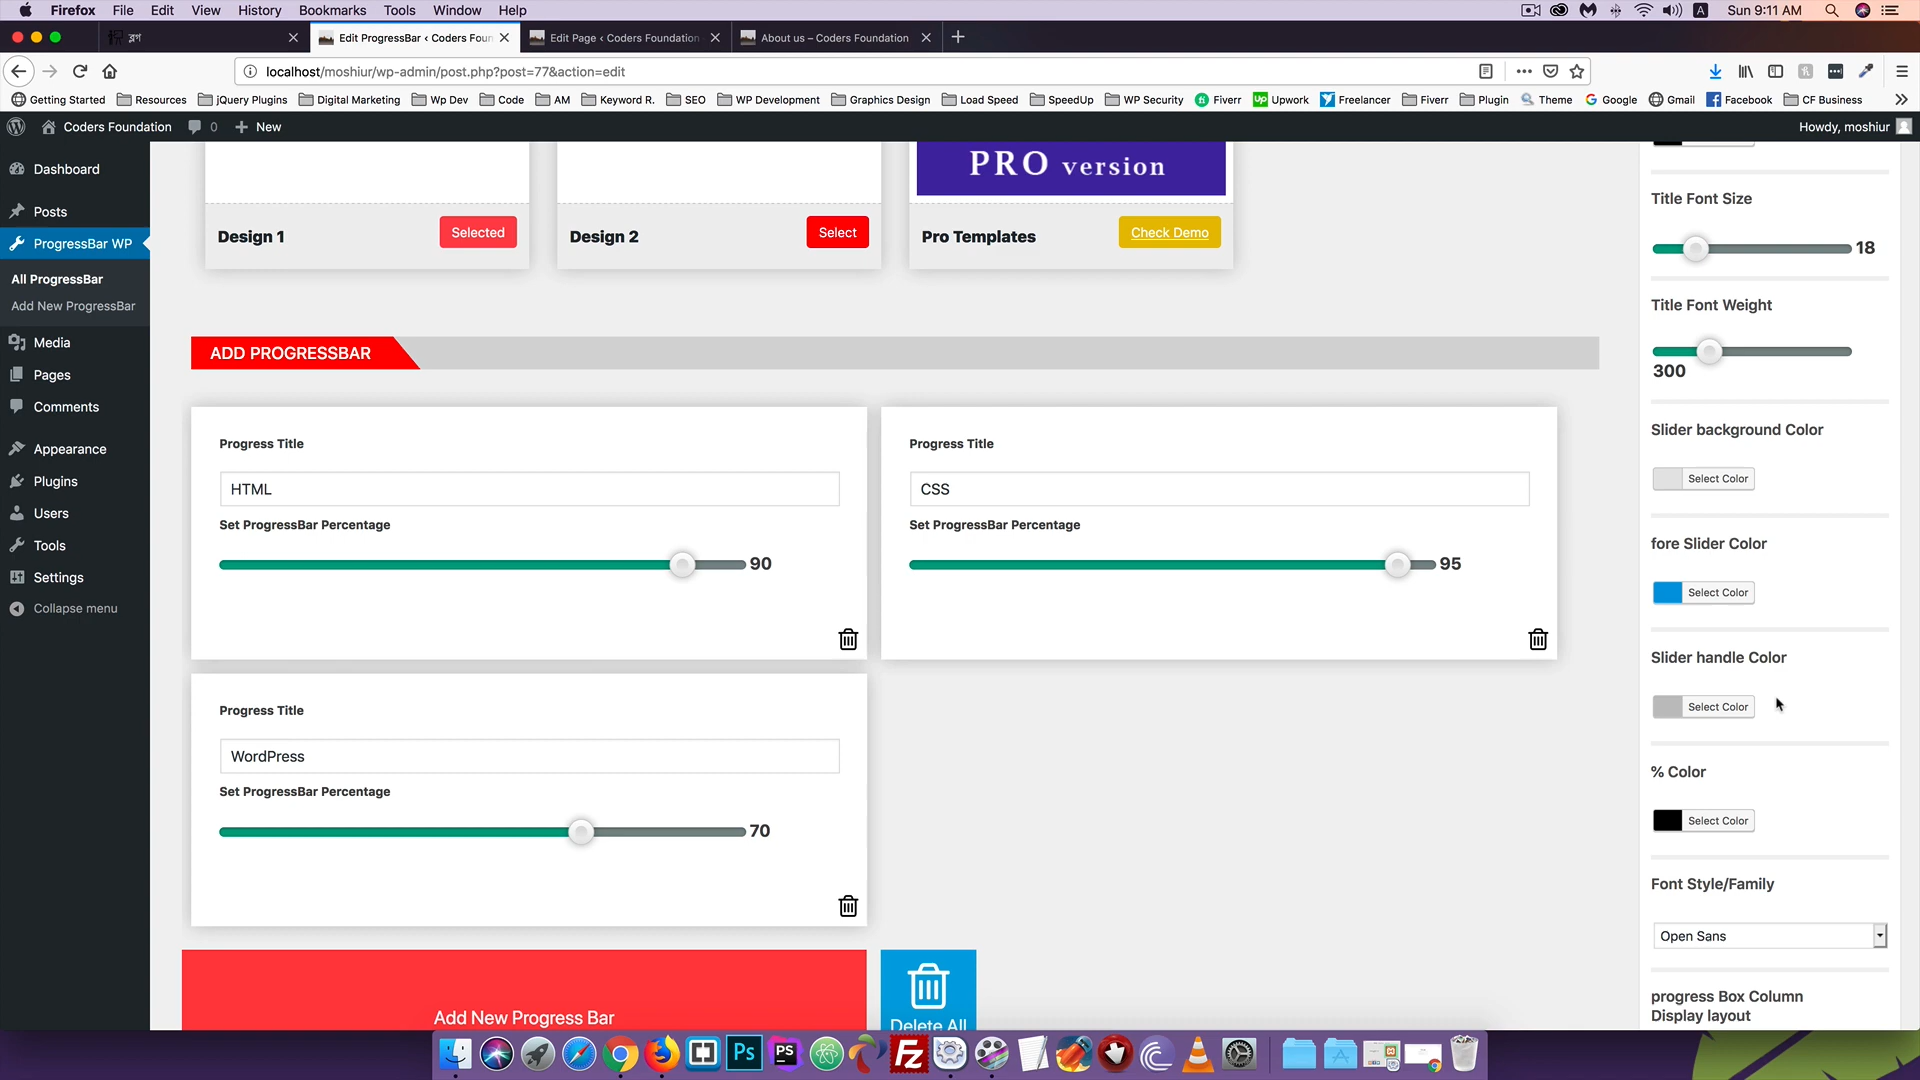 Firefox File Edit View History Bookmarks Tools Window Help
A Sun 9:11 AM
ব্লগ
Edit ProgressBar ‹ Coders Foun
Edit Page ‹ Coders Foundation
About us – Coders Foundation
localhost/moshiur/wp-admin/post.php?post=77&action=edit
Getting Started Resources jQuery Plugins Digital Marketing Wp Dev Code AM Keyword R. SEO WP Development Graphics Design Load Speed SpeedUp WP Security Fiverr Upwork Freelancer Fiverr Plugin Theme Google Gmail Facebook CF Business
Coders Foundation 0 New
Howdy, moshiur
Dashboard
Posts
ProgressBar WP
All ProgressBar
Add New ProgressBar
Media
Pages
Comments
Appearance
Plugins
Users
Tools
Settings
Collapse menu
PRO version
Design 1 Selected
Design 2 Select
Pro Templates Check Demo
ADD PROGRESSBAR
Progress Title
HTML
Set ProgressBar Percentage
90
Progress Title
CSS
Set ProgressBar Percentage
95
Progress Title
WordPress
Set ProgressBar Percentage
70
Add New Progress Bar
Delete All
Title Font Size
18
Title Font Weight
300
Slider background Color
Select Color
fore Slider Color
Select Color
Slider handle Color
Select Color
% Color
Select Color
Font Style/Family
Open Sans
progress Box Column
Display layout
Ps PS Fz